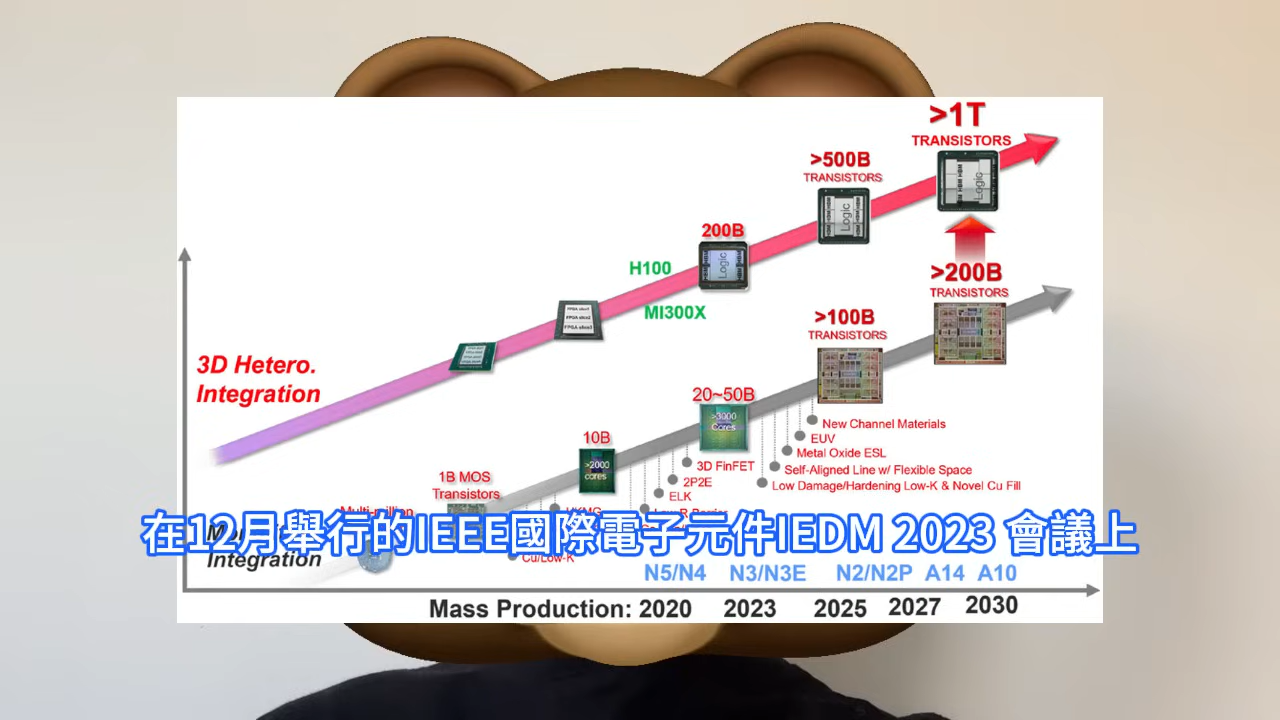 >1T
TRANSISTORS
>500B
TRANSISTORS
Logic
200B
H100
Logic
MI300X
>200B
TRANSISTORS
>100B
TRANSISTORS
3D Hetero.
Integration
20~50B
>3000
Cores
10B
>2000
cores
New Channel Materials
EUV
Metal Oxide ESL
3D FinFET
Self-Aligned Line w/ Flexible Space
2P2E
Low Damage/Hardening Low-K & Novel Cu Fill
ELK
1B MOS
Transistors
在12月舉行的IEEE國際電子元件IEDM 2023 會議上
Integration
Cu/Low-K
N5/N4 N3/N3E N2/N2P A14 A10
Mass Production: 2020 2023 2025 2027 2030